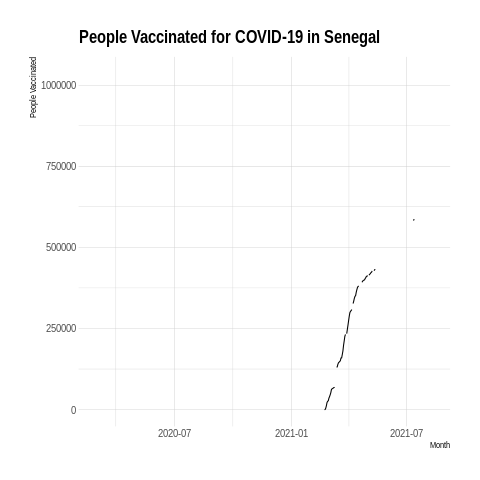 People Vaccinated for COVID-19 in Senegal
People Vaccinated
1000000
750000
500000
250000
0
2020-07 2021-01 2021-07
Month